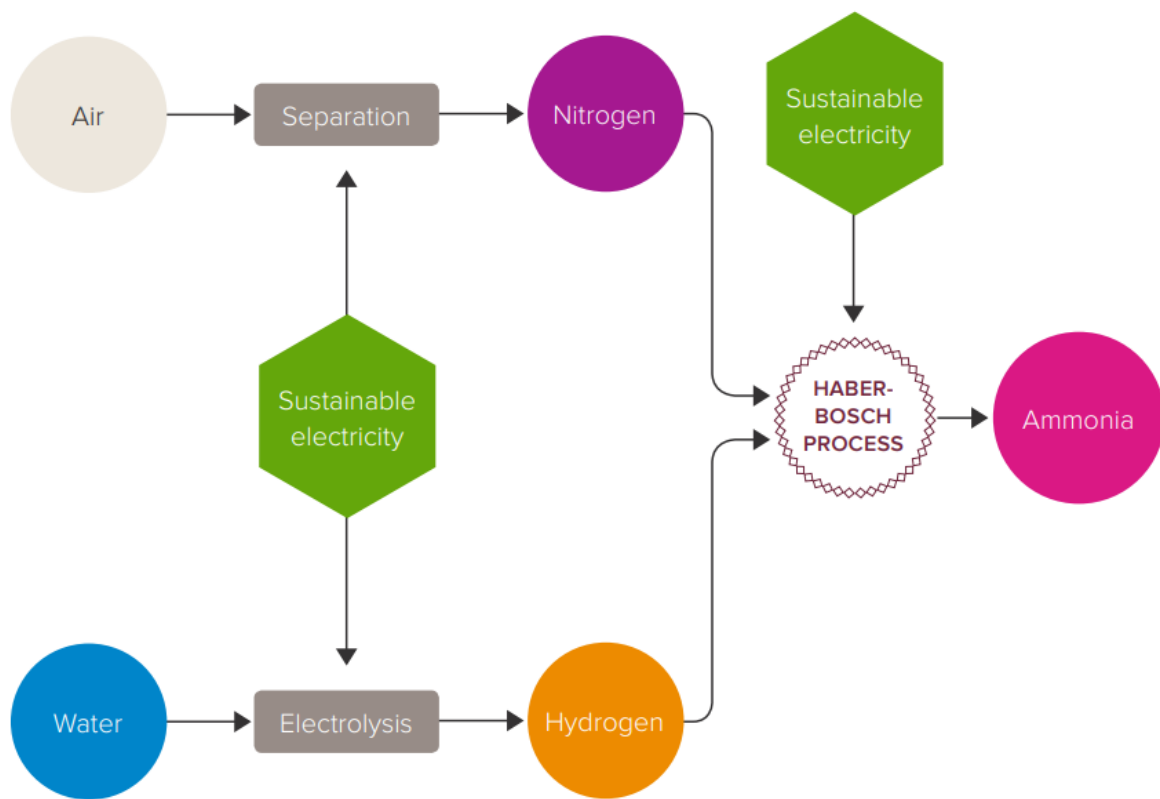 Air
Separation
Nitrogen
Sustainable
electricity
Sustainable
electricity
HABER-
BOSCH
PROCESS
Ammonia
Water
Electrolysis
Hydrogen